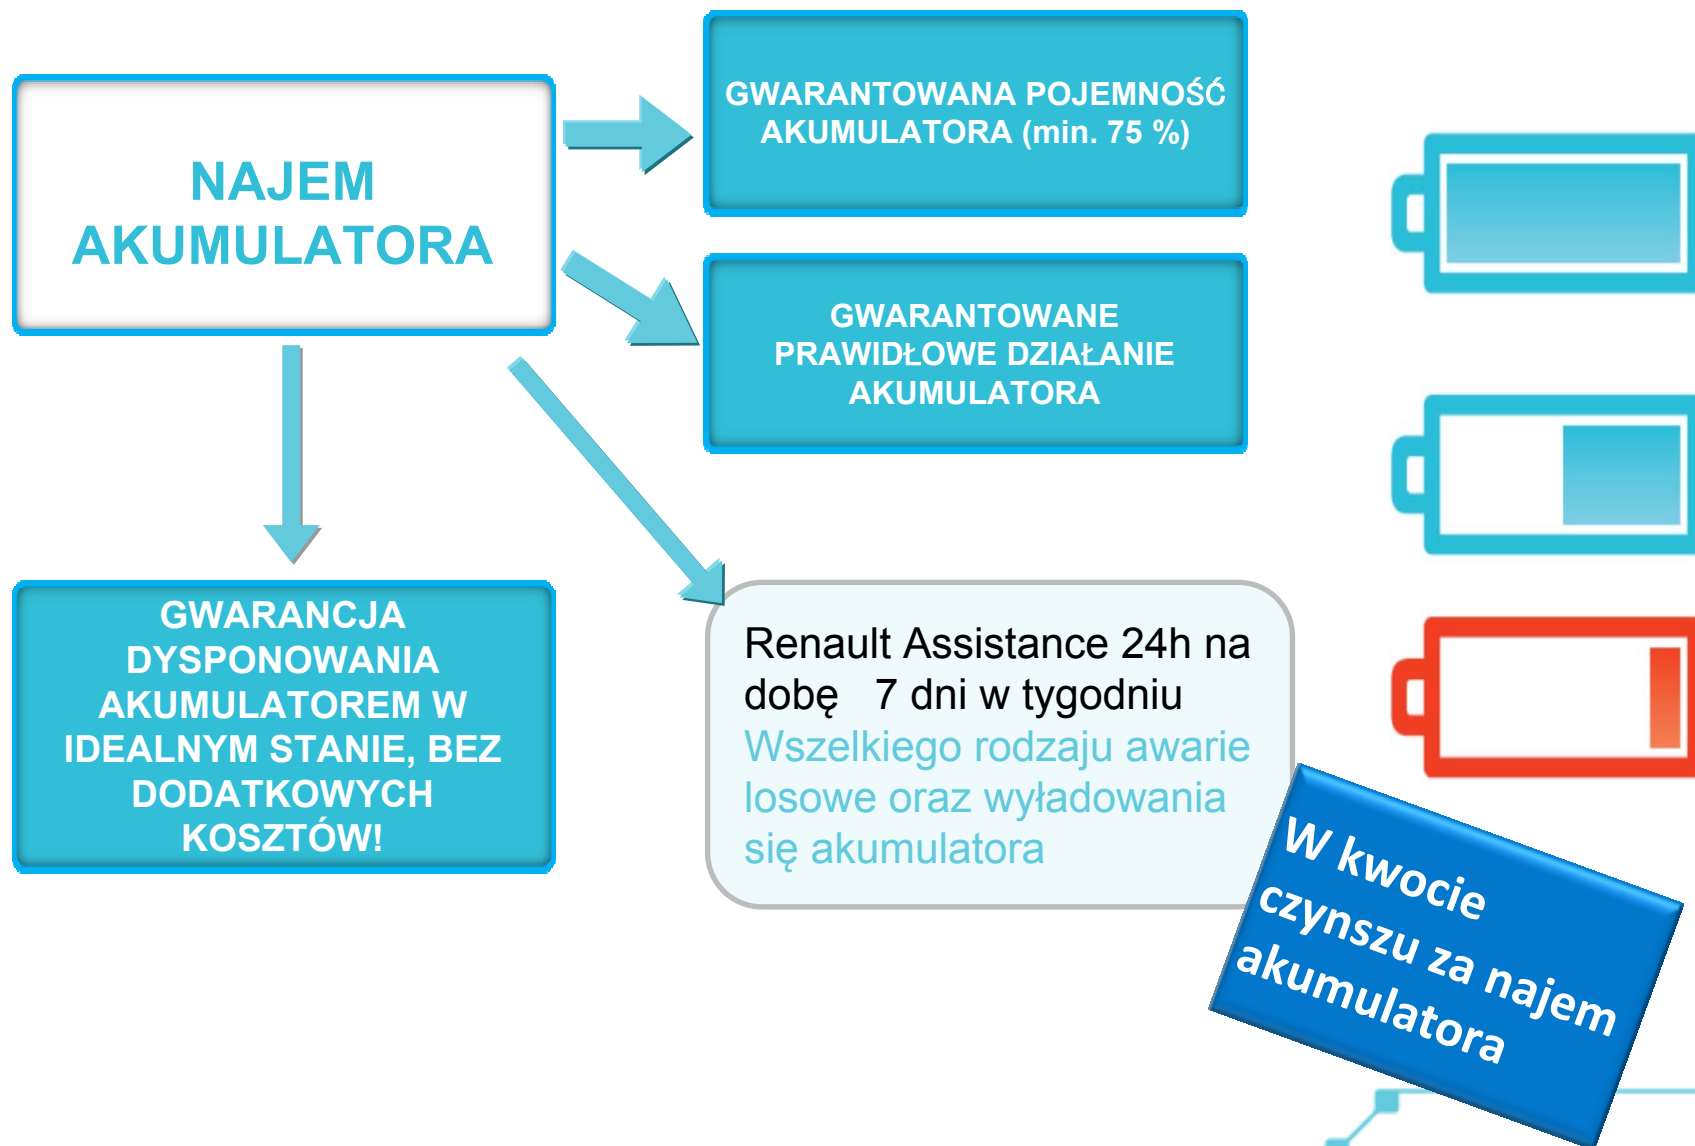 NAJEM
AKUMULATORA
GWARANTOWANA POJEMNOŚĆ
AKUMULATORA (min. 75 %)
GWARANTOWANE
PRAWIDŁOWE DZIAŁANIE
AKUMULATORA
GWARANCJA
DYSPONOWANIA
AKUMULATOREM W
IDEALNYM STANIE, BEZ
DODATKOWYCH
KOSZTÓW!
Renault Assistance 24h na
dobę 7 dni w tygodniu
Wszelkiego rodzaju awarie
losowe oraz wyładowania
się akumulatora
W kwocie
czynszu za najem
akumulatora